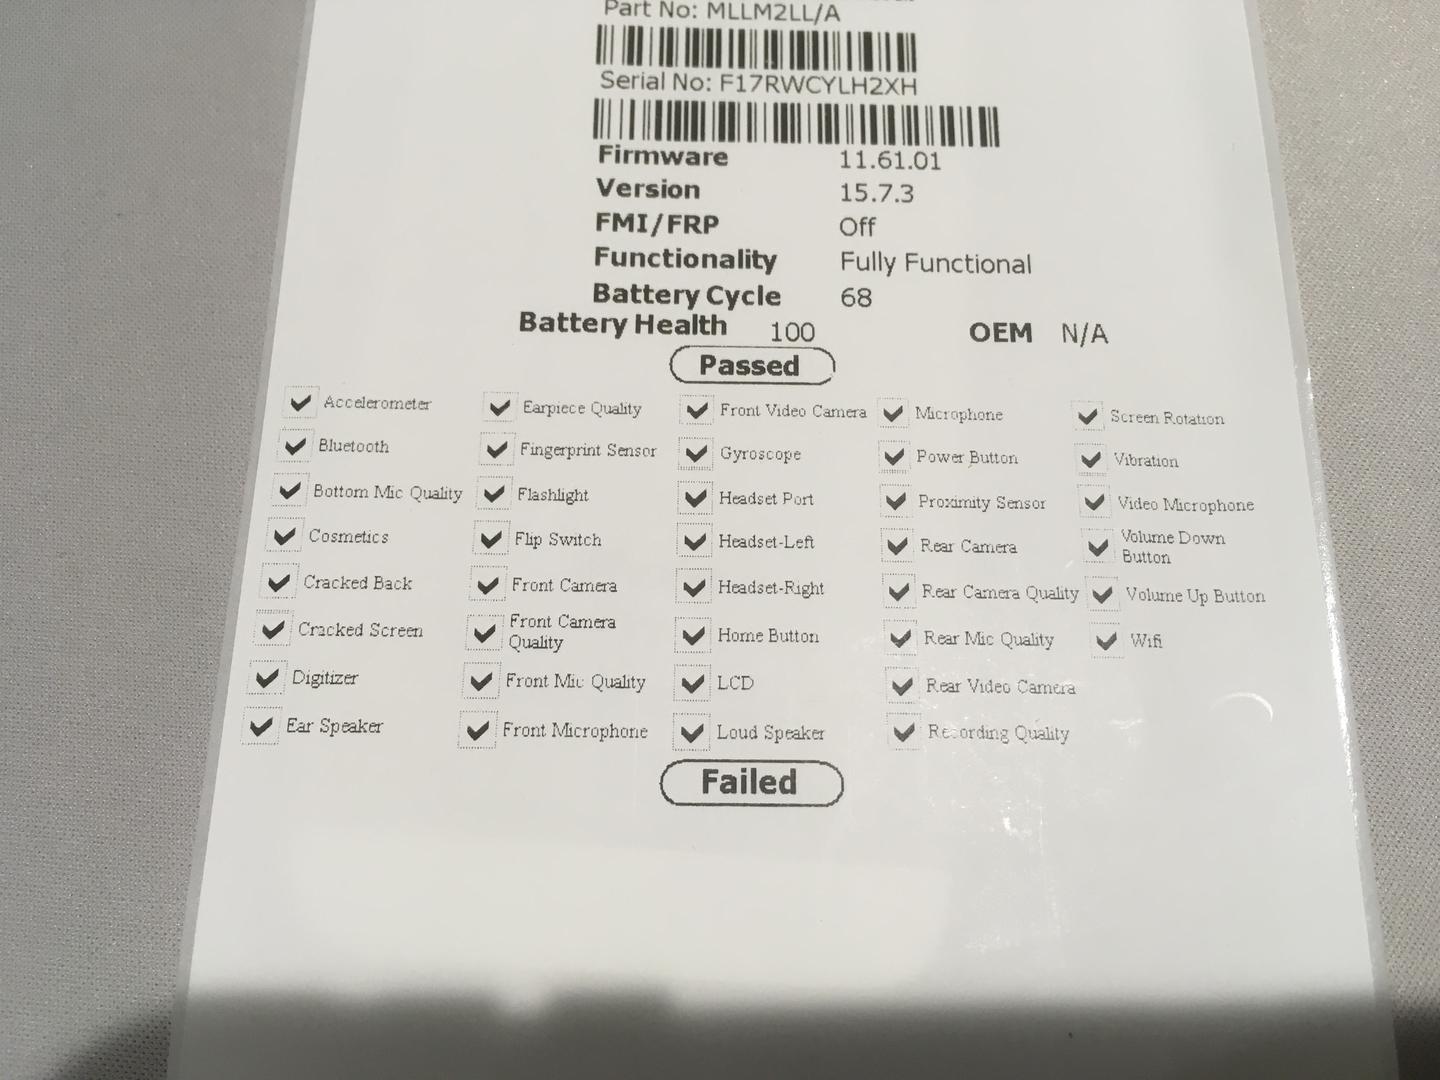 Part No: MLLM2LL/A
Serial No: F17RWCYLH2XH
Firmware 11.61.01
Version 15.7.3
FMI/FRP Off
Functionality Fully Functional
Battery Cycle 68
Battery Health 100 OEM N/A
Passed
Accelerometer Earpiece Quality Front Video Camera Microphone Screen Rotation
Bluetooth Fingerprint Sensor Gyroscope Power Button Vibration
Bottom Mic Quality Flashlight Headset Port Proximity Sensor Video Microphone
Cosmetics Flip Switch Headset-Left Rear Camera Volume Down Button
Cracked Back Front Camera Headset-Right Rear Camera Quality Volume Up Button
Cracked Screen Front Camera Quality Home Button Rear Mic Quality Wifi
Digitizer Front Mic Quality LCD Rear Video Camera
Ear Speaker Front Microphone Loud Speaker Recording Quality
Failed